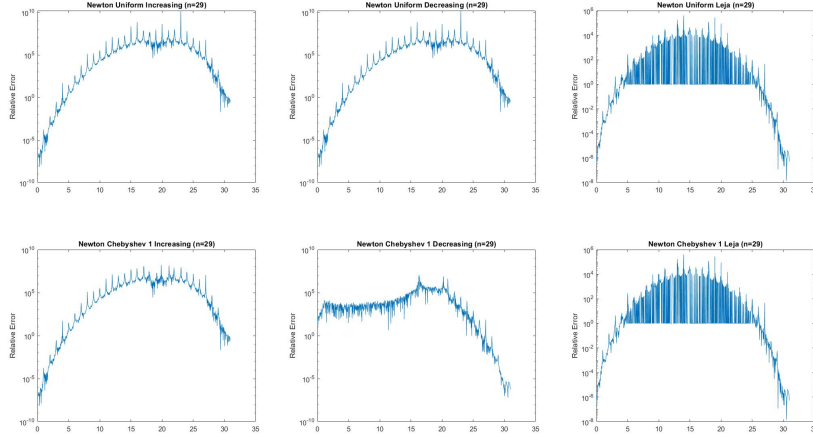 Newton Uniform Increasing (n=29)
Relative Error
10^10
10^5
10^0
10^-5
10^-10
0 5 10 15 20 25 30 35
Newton Uniform Decreasing (n=29)
Relative Error
10^10
10^5
10^0
10^-5
10^-10
0 5 10 15 20 25 30 35
Newton Uniform Leja (n=29)
Relative Error
10^6
10^4
10^2
10^0
10^-2
10^-4
10^-6
10^-8
0 5 10 15 20 25 30 35
Newton Chebyshev 1 Increasing (n=29)
Relative Error
10^10
10^5
10^0
10^-5
10^-10
0 5 10 15 20 25 30 35
Newton Chebyshev 1 Decreasing (n=29)
Relative Error
10^10
10^5
10^0
10^-5
10^-10
0 5 10 15 20 25 30 35
Newton Chebyshev 1 Leja (n=29)
Relative Error
10^6
10^4
10^2
10^0
10^-2
10^-4
10^-6
10^-8
0 5 10 15 20 25 30 35